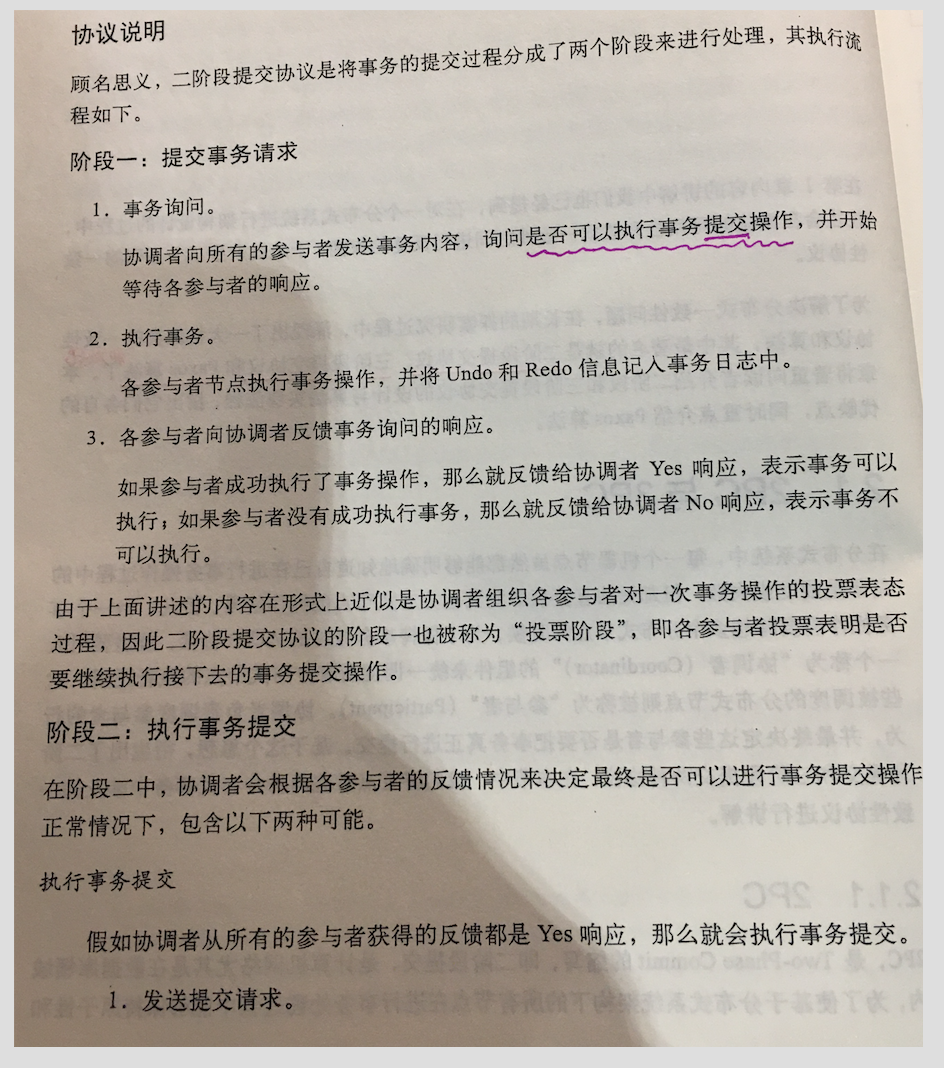 协议说明
顾名思义，二阶段提交协议是将事务的提交过程分成了两个阶段来进行处理，其执行流
程如下。
阶段一：提交事务请求
1．事务询问。
协调者向所有的参与者发送事务内容，询问是否可以执行事务提交操作，并开始
等待各参与者的响应。
2．执行事务。
各参与者节点执行事务操作，并将 Undo 和 Redo 信息记入事务日志中。
3．各参与者向协调者反馈事务询问的响应。
如果参与者成功执行了事务操作，那么就反馈给协调者 Yes 响应，表示事务可以
执行；如果参与者没有成功执行事务，那么就反馈给协调者 No 响应，表示事务不
可以执行。
由于上面讲述的内容在形式上近似是协调者组织各参与者对一次事务操作的投票表态
过程，因此二阶段提交协议的阶段一也被称为“投票阶段”，即各参与者投票表明是否
要继续执行接下去的事务提交操作。
阶段二：执行事务提交
在阶段二中，协调者会根据各参与者的反馈情况来决定最终是否可以进行事务提交操作
正常情况下，包含以下两种可能。
执行事务提交
假如协调者从所有的参与者获得的反馈都是 Yes 响应，那么就会执行事务提交。
1．发送提交请求。